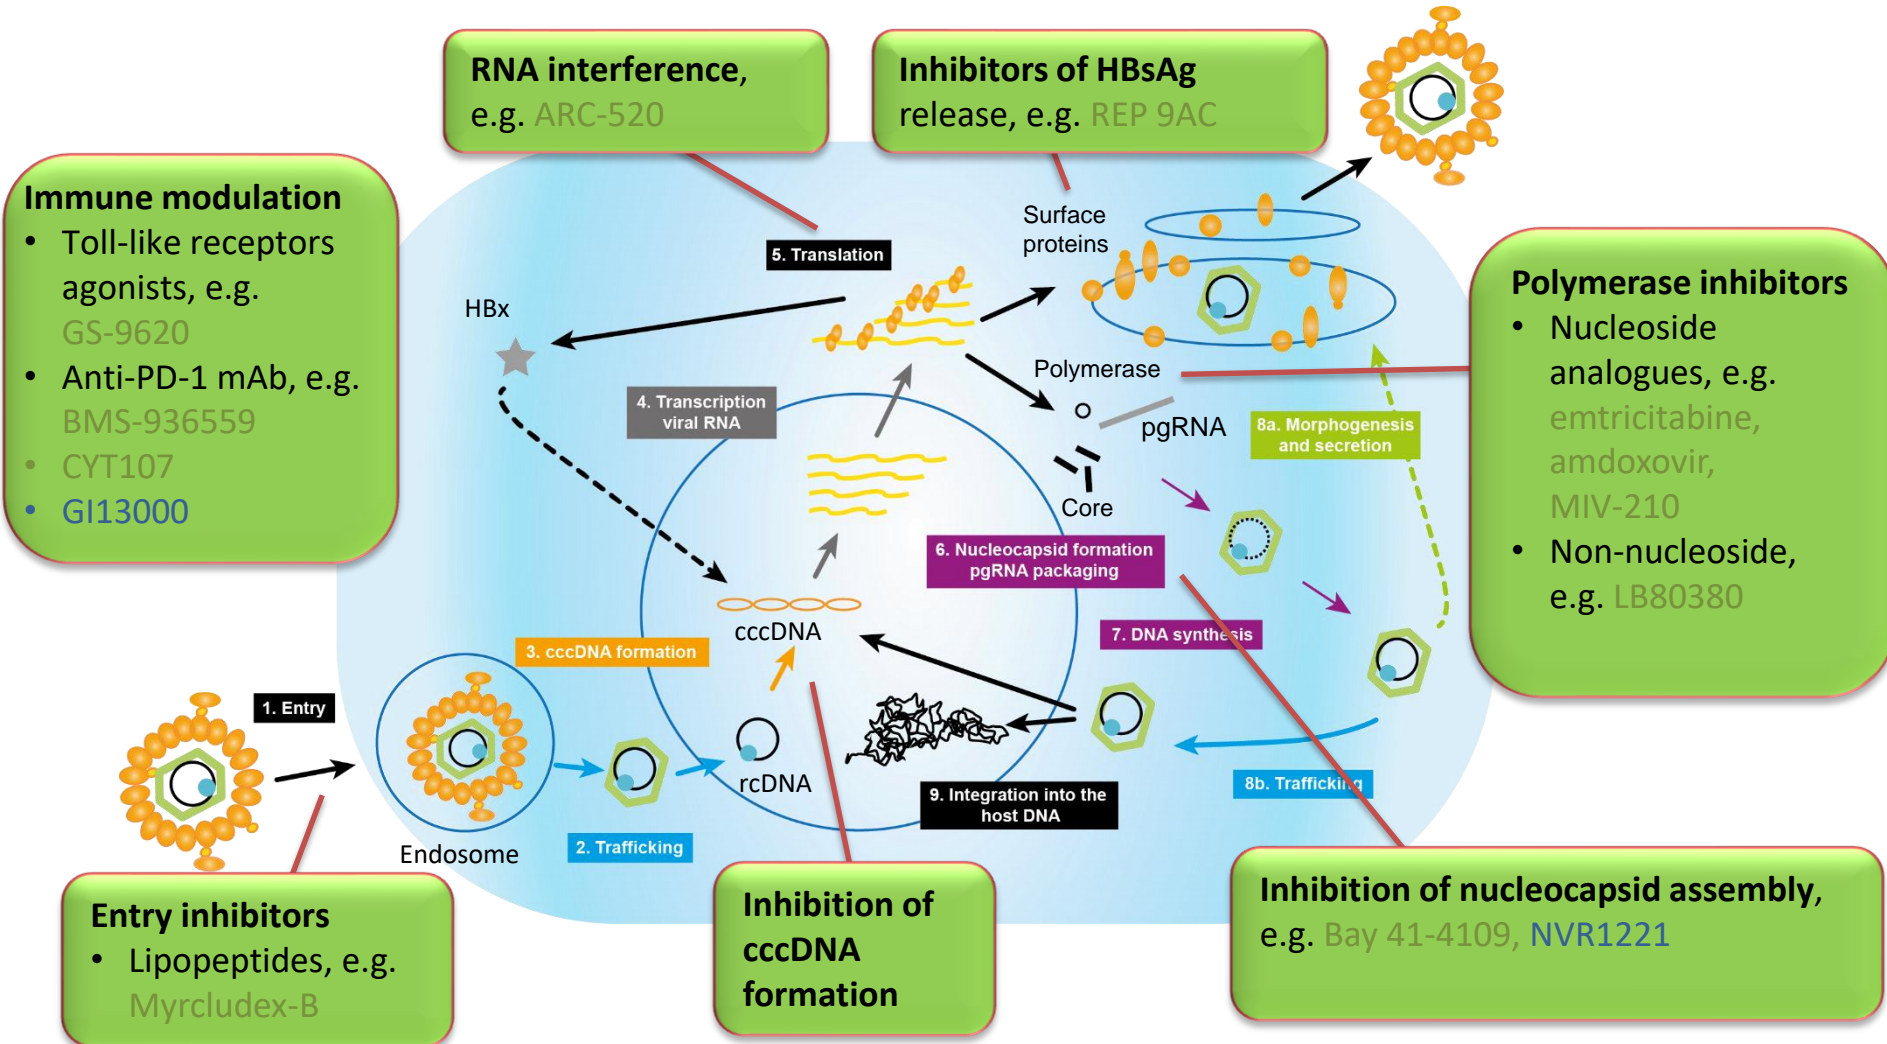 RNA interference,
e.g. ARC-520
Inhibitors of HBsAg
release, e.g. REP 9AC
Immune modulation
• Toll-like receptors
agonists, e.g.
GS-9620
• Anti-PD-1 mAb, e.g.
BMS-936559
• CYT107
• GI13000
Polymerase inhibitors
• Nucleoside
analogues, e.g.
emtricitabine,
amdoxovir,
MIV-210
• Non-nucleoside,
e.g. LB80380
Surface
proteins
5. Translation
HBx
Polymerase
4. Transcription
viral RNA
pgRNA
8a. Morphogenesis
and secretion
Core
6. Nucleocapsid formation
pgRNA packaging
cccDNA
7. DNA synthesis
3. cccDNA formation
1. Entry
rcDNA
8b. Trafficking
9. Integration into the
host DNA
Endosome
2. Trafficking
Entry inhibitors
• Lipopeptides, e.g.
Myrcludex-B
Inhibition of
cccDNA
formation
Inhibition of nucleocapsid assembly,
e.g. Bay 41-4109, NVR1221